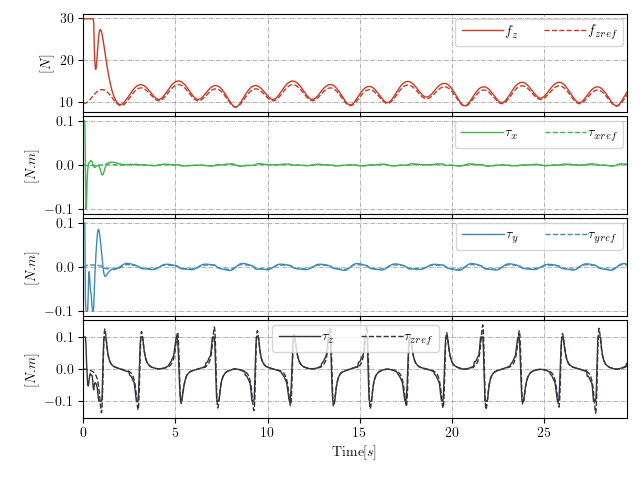 30
20
10
[N]
f_z f_zref
0.1
0.0
−0.1
[N.m]
τ_x τ_xref
0.1
0.0
−0.1
[N.m]
τ_y τ_yref
0.1
0.0
−0.1
[N.m]
τ_z τ_zref
0 5 10 15 20 25
Time[s]